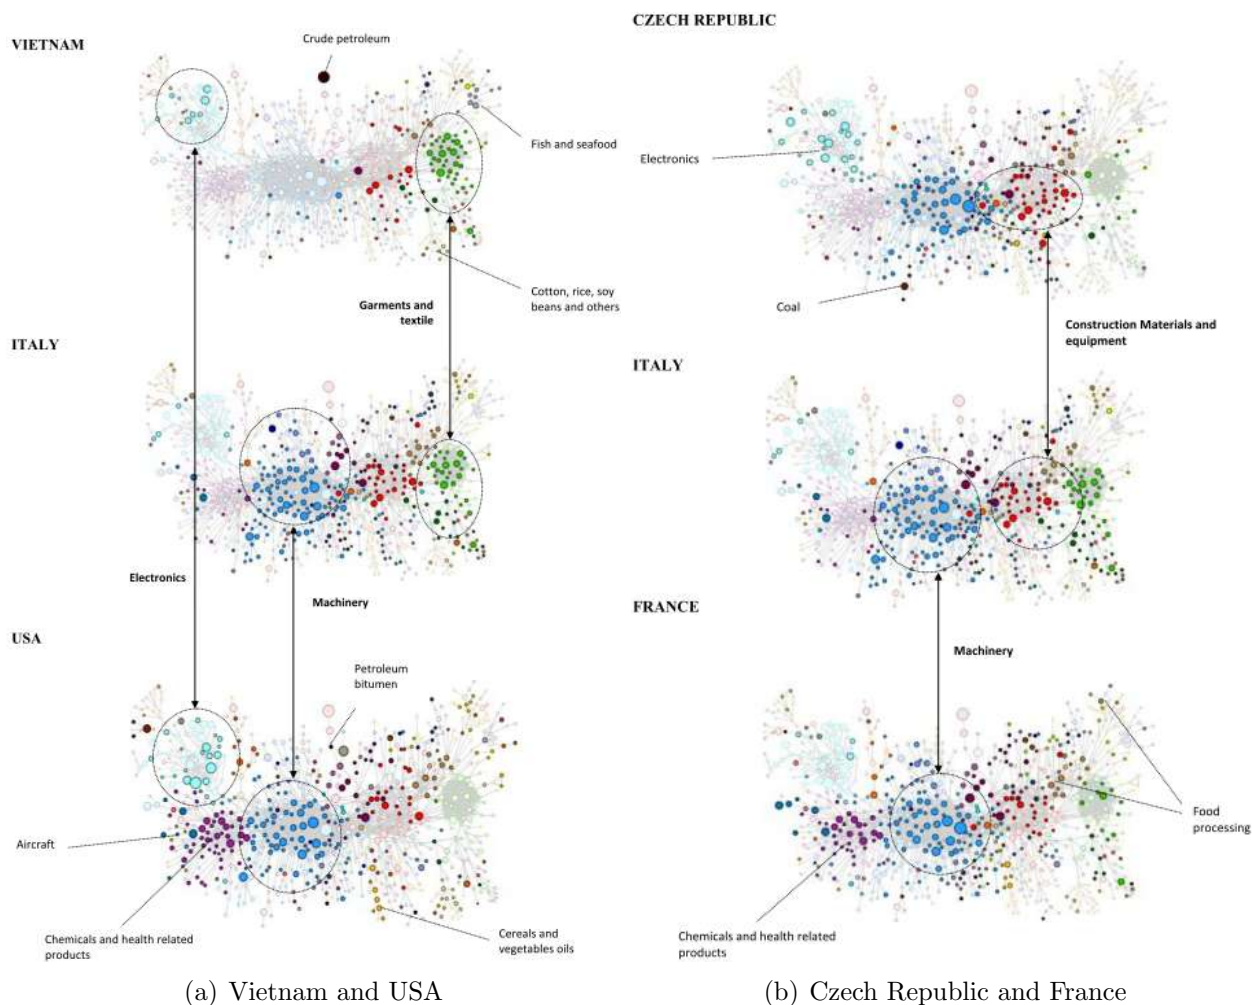 VIETNAM
Crude petroleum
Fish and seafood
Cotton, rice, soy
beans and others
Garments and
textile
ITALY
Electronics
Machinery
USA
Petroleum
bitumen
Aircraft
Chemicals and health related
products
Cereals and
vegetables oils
(a) Vietnam and USA
CZECH REPUBLIC
Electronics
Coal
Construction Materials and
equipment
ITALY
FRANCE
Machinery
Food
processing
Chemicals and health related
products
(b) Czech Republic and France